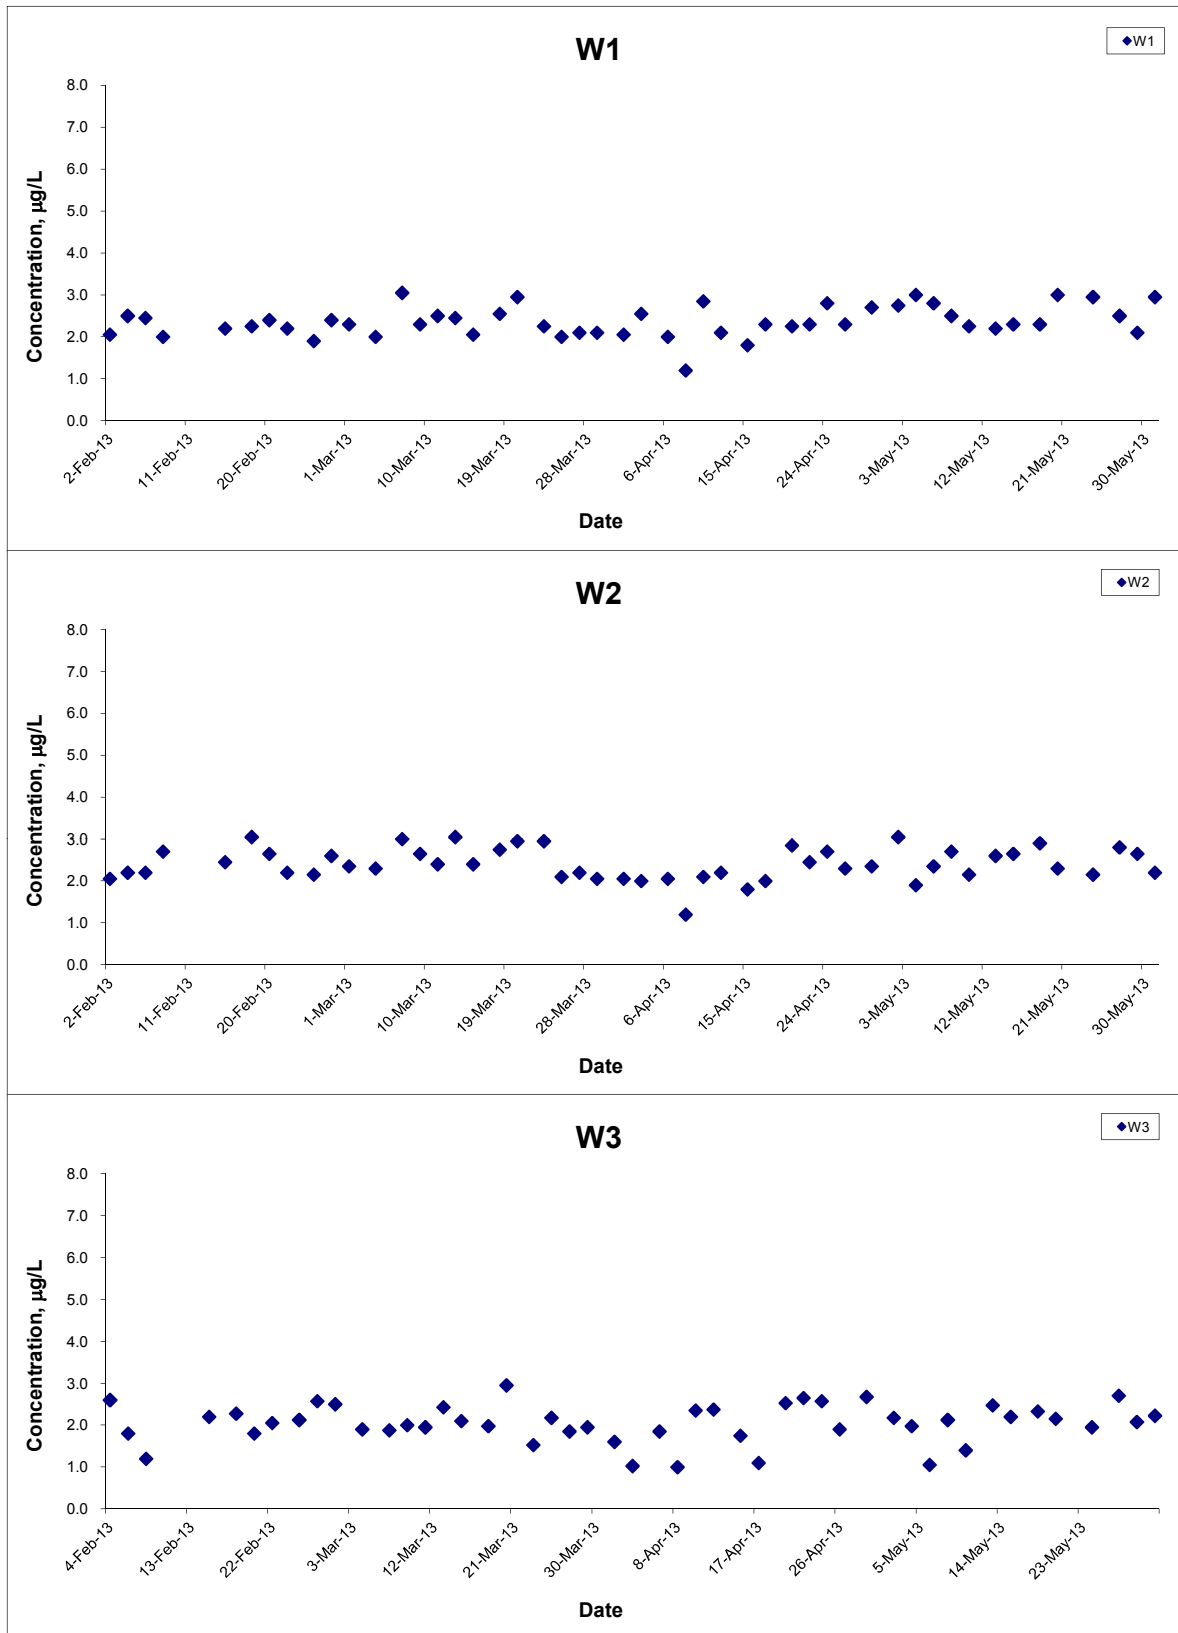 W1
W1
8.0
7.0
6.0
5.0
4.0
3.0
2.0
1.0
0.0
Concentration, µg/L
2-Feb-13
11-Feb-13
20-Feb-13
1-Mar-13
10-Mar-13
19-Mar-13
28-Mar-13
6-Apr-13
15-Apr-13
24-Apr-13
3-May-13
12-May-13
21-May-13
30-May-13
Date
W2
W2
8.0
7.0
6.0
5.0
4.0
3.0
2.0
1.0
0.0
Concentration, µg/L
2-Feb-13
11-Feb-13
20-Feb-13
1-Mar-13
10-Mar-13
19-Mar-13
28-Mar-13
6-Apr-13
15-Apr-13
24-Apr-13
3-May-13
12-May-13
21-May-13
30-May-13
Date
W3
W3
8.0
7.0
6.0
5.0
4.0
3.0
2.0
1.0
0.0
Concentration, µg/L
4-Feb-13
13-Feb-13
22-Feb-13
3-Mar-13
12-Mar-13
21-Mar-13
30-Mar-13
8-Apr-13
17-Apr-13
26-Apr-13
5-May-13
14-May-13
23-May-13
Date